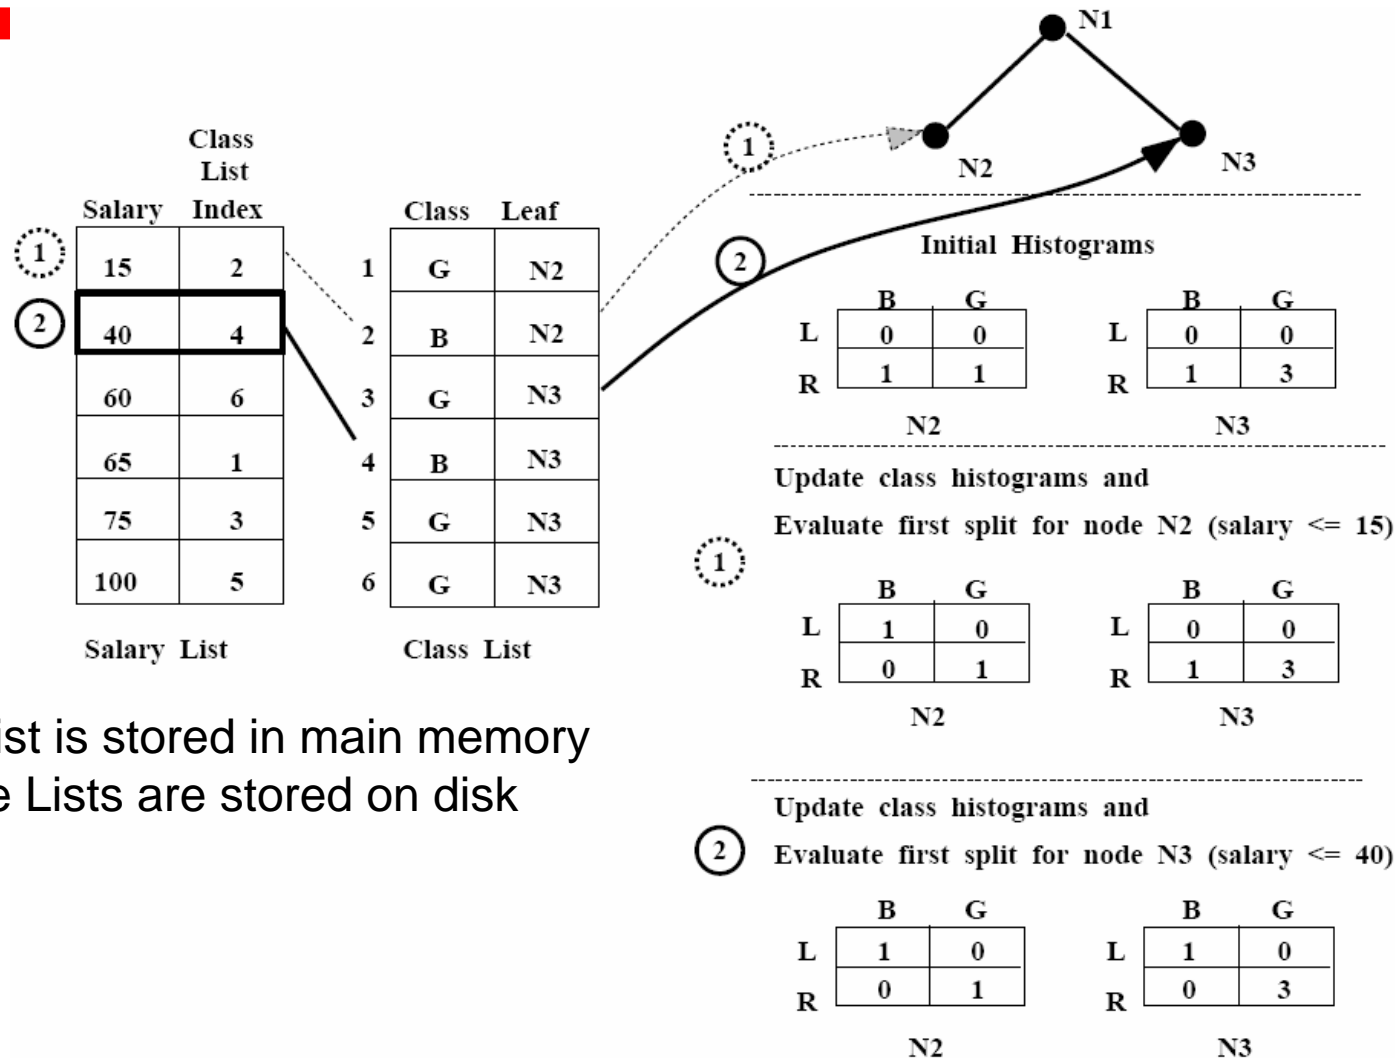 N1
N2
N3
1
2
Class
List
Salary Index
1 15 2
2 40 4
60 6
65 1
75 3
100 5
Salary List
Class Leaf
1 G N2
2 B N2
3 G N3
4 B N3
5 G N3
6 G N3
Class List
ist is stored in main memory
e Lists are stored on disk
Initial Histograms
B G
L 0 0
R 1 1
N2
B G
L 0 0
R 1 3
N3
Update class histograms and
Evaluate first split for node N2 (salary <= 15)
1
B G
L 1 0
R 0 1
N2
B G
L 0 0
R 1 3
N3
Update class histograms and
2 Evaluate first split for node N3 (salary <= 40)
B G
L 1 0
R 0 1
N2
B G
L 1 0
R 0 3
N3